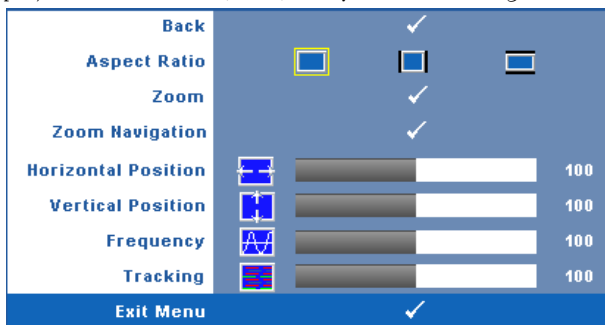 Back
Aspect Ratio
Zoom
Zoom Navigation
Horizontal Position 100
Vertical Position 100
Frequency 100
Tracking 100
Exit Menu